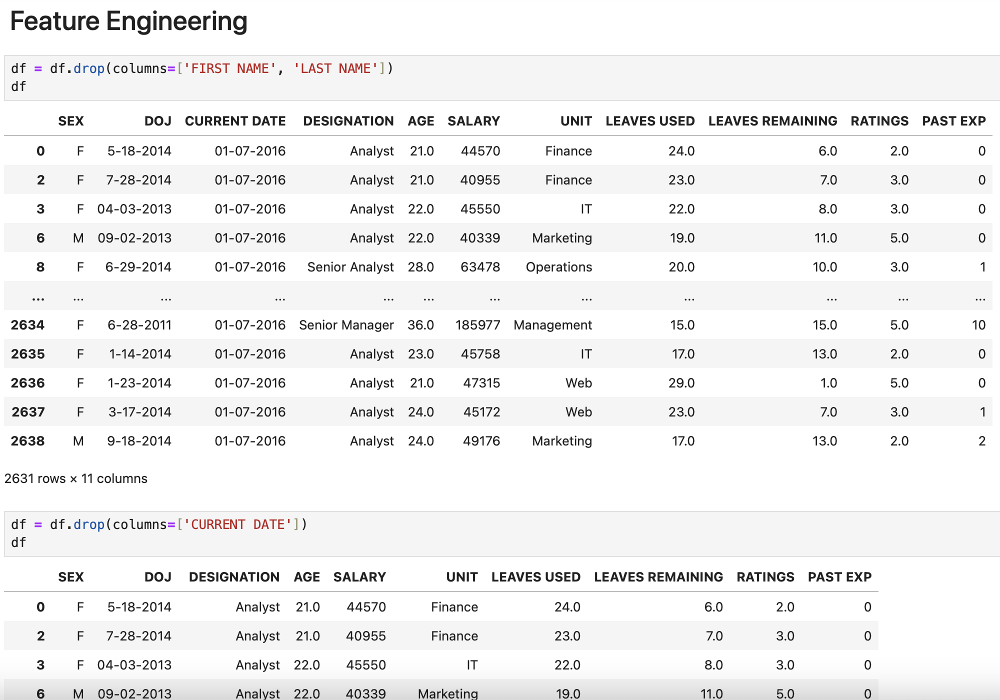 Feature Engineering
df = df.drop(columns=['FIRST NAME', 'LAST NAME'])
df
SEX DOJ CURRENT DATE DESIGNATION AGE SALARY UNIT LEAVES USED LEAVES REMAINING RATINGS PAST EXP
0 F 5-18-2014 01-07-2016 Analyst 21.0 44570 Finance 24.0 6.0 2.0 0
2 F 7-28-2014 01-07-2016 Analyst 21.0 40955 Finance 23.0 7.0 3.0 0
3 F 04-03-2013 01-07-2016 Analyst 22.0 45550 IT 22.0 8.0 3.0 0
6 M 09-02-2013 01-07-2016 Analyst 22.0 40339 Marketing 19.0 11.0 5.0 0
8 F 6-29-2014 01-07-2016 Senior Analyst 28.0 63478 Operations 20.0 10.0 3.0 1
... ... ... ... ... ... ... ... ... ... ... ...
2634 F 6-28-2011 01-07-2016 Senior Manager 36.0 185977 Management 15.0 15.0 5.0 10
2635 F 1-14-2014 01-07-2016 Analyst 23.0 45758 IT 17.0 13.0 2.0 0
2636 F 1-23-2014 01-07-2016 Analyst 21.0 47315 Web 29.0 1.0 5.0 0
2637 F 3-17-2014 01-07-2016 Analyst 24.0 45172 Web 23.0 7.0 3.0 1
2638 M 9-18-2014 01-07-2016 Analyst 24.0 49176 Marketing 17.0 13.0 2.0 2
2631 rows × 11 columns
df = df.drop(columns=['CURRENT DATE'])
df
SEX DOJ DESIGNATION AGE SALARY UNIT LEAVES USED LEAVES REMAINING RATINGS PAST EXP
0 F 5-18-2014 Analyst 21.0 44570 Finance 24.0 6.0 2.0 0
2 F 7-28-2014 Analyst 21.0 40955 Finance 23.0 7.0 3.0 0
3 F 04-03-2013 Analyst 22.0 45550 IT 22.0 8.0 3.0 0
6 M 09-02-2013 Analyst 22.0 40339 Marketing 19.0 11.0 5.0 0